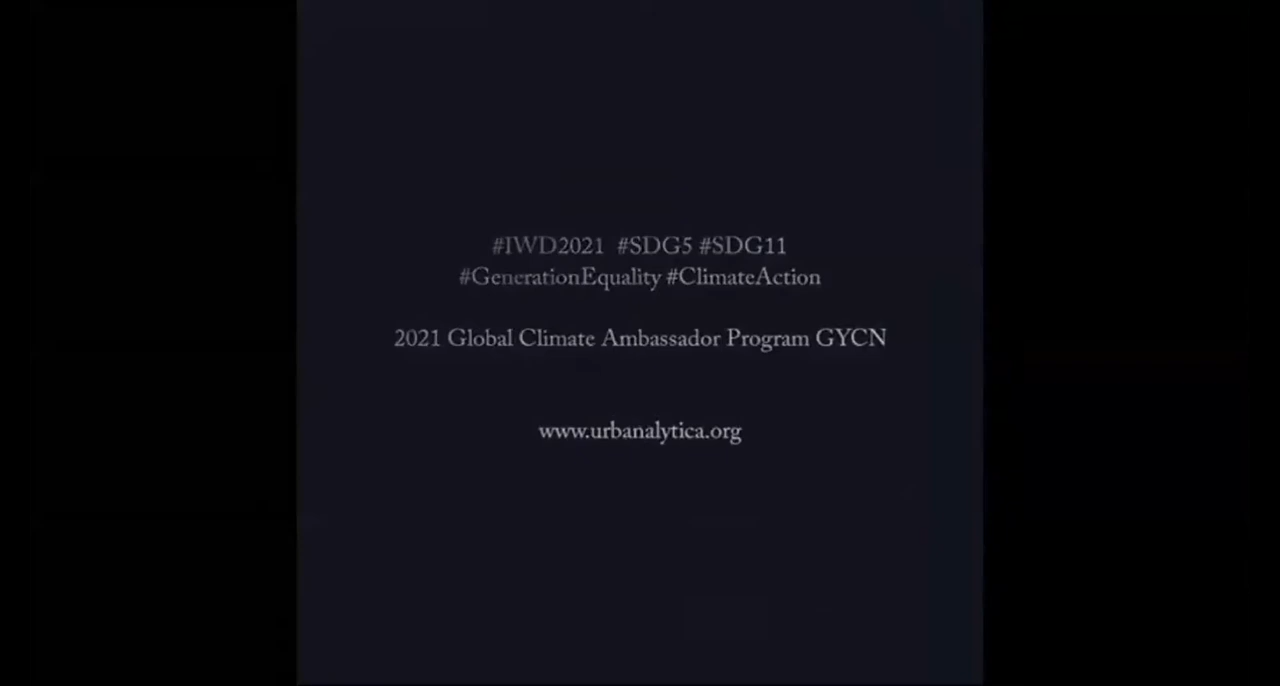 #IWD2021 #SDG5 #SDG11
#GenerationEquality #ClimateAction
2021 Global Climate Ambassador Program GYCN
www.urbanalytica.org